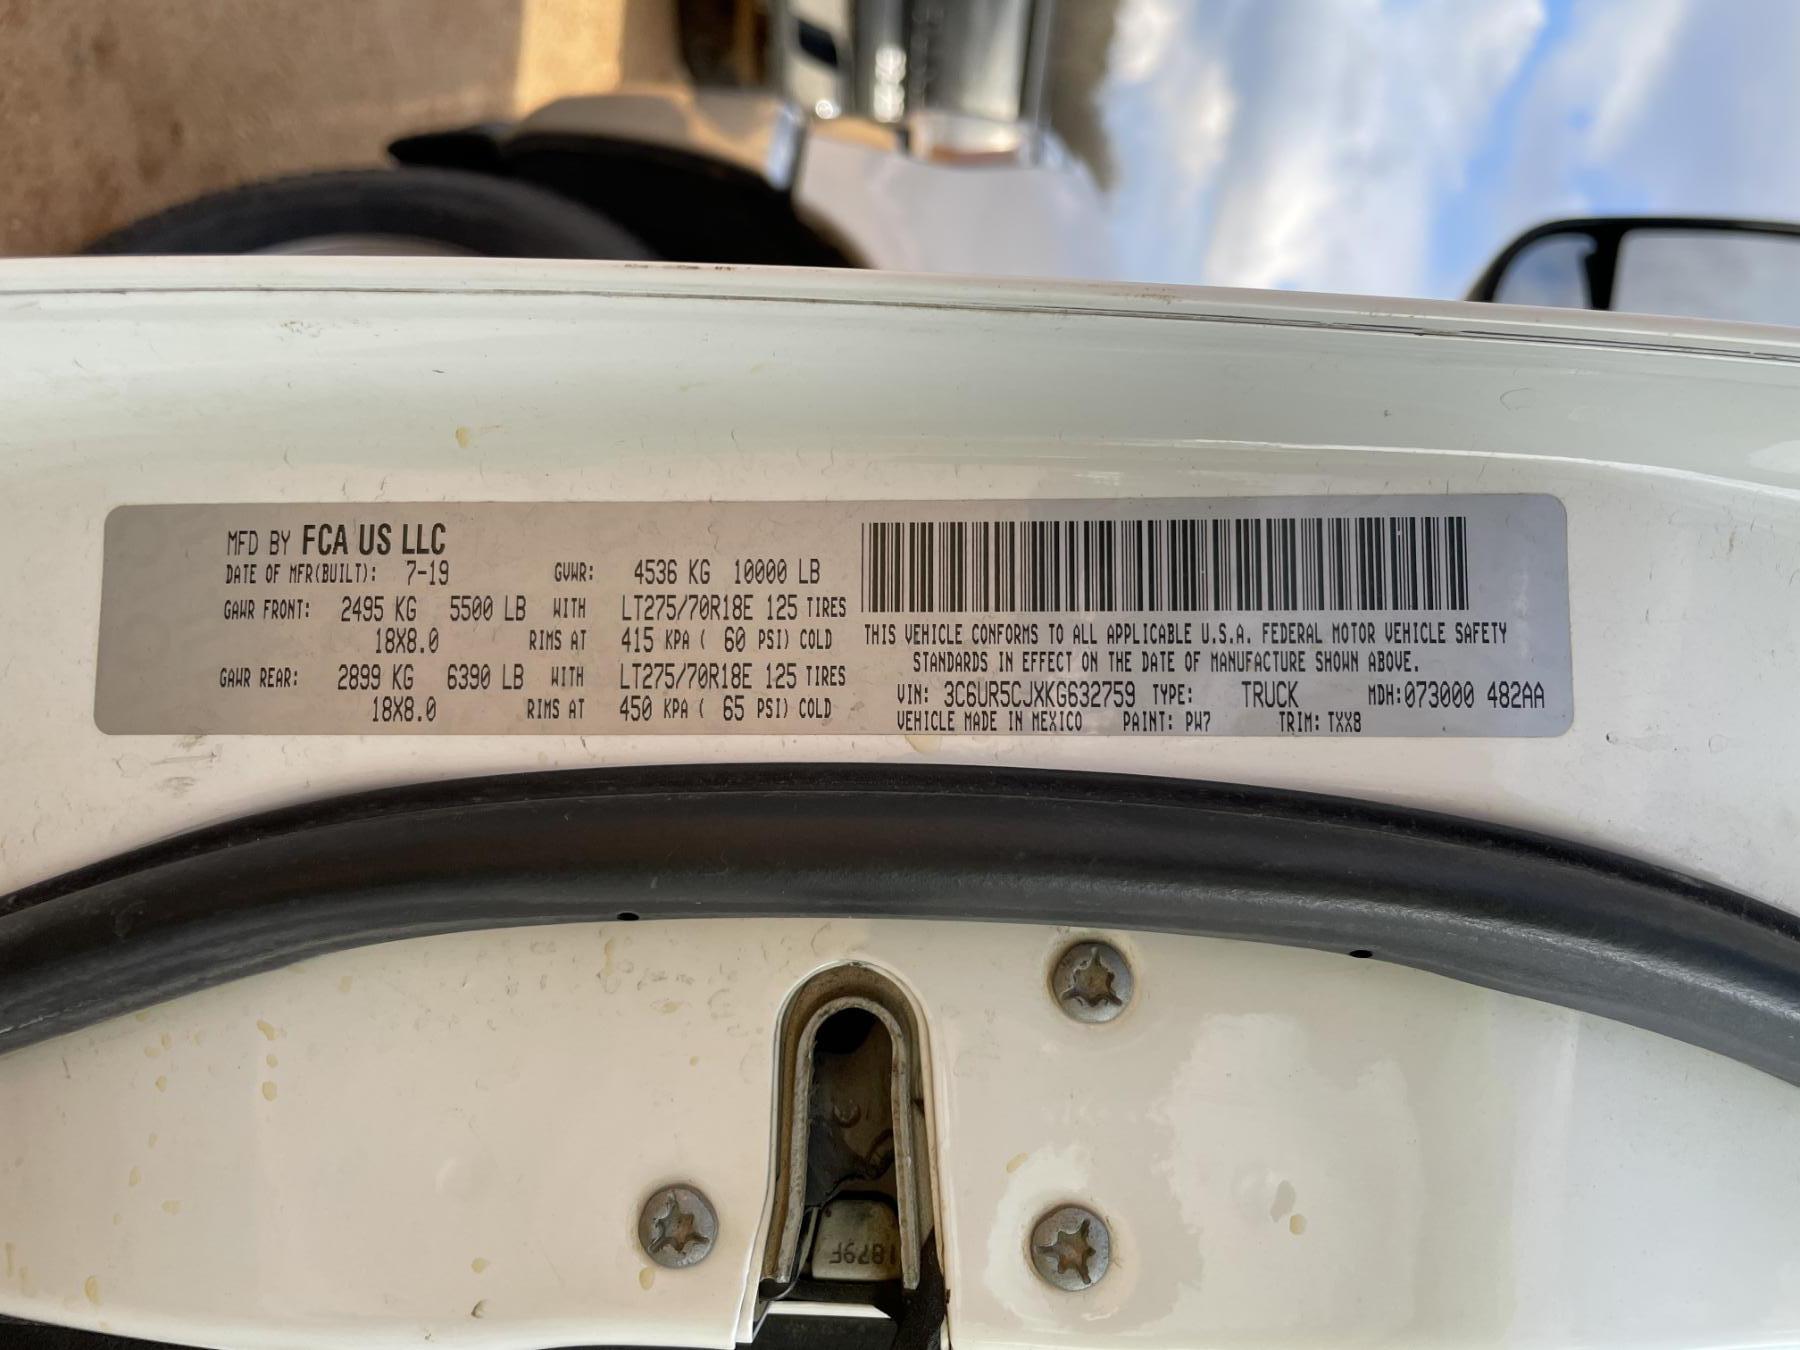 MFD BY FCA US LLC
DATE OF MFR(BUILT): 7-19 GVWR: 4536 KG 10000 LB
GAWR FRONT: 2495 KG 5500 LB WITH LT275/70R18E 125 TIRES
18X8.0 RIMS AT 415 KPA ( 60 PSI) COLD
GAWR REAR: 2899 KG 6390 LB WITH LT275/70R18E 125 TIRES
18X8.0 RIMS AT 450 KPA ( 65 PSI) COLD
THIS VEHICLE CONFORMS TO ALL APPLICABLE U.S.A. FEDERAL MOTOR VEHICLE SAFETY
STANDARDS IN EFFECT ON THE DATE OF MANUFACTURE SHOWN ABOVE.
VIN: 3C6UR5CJXKG632759 TYPE: TRUCK MDH:073000 482AA
VEHICLE MADE IN MEXICO PAINT: PW7 TRIM: TXX8
1879F